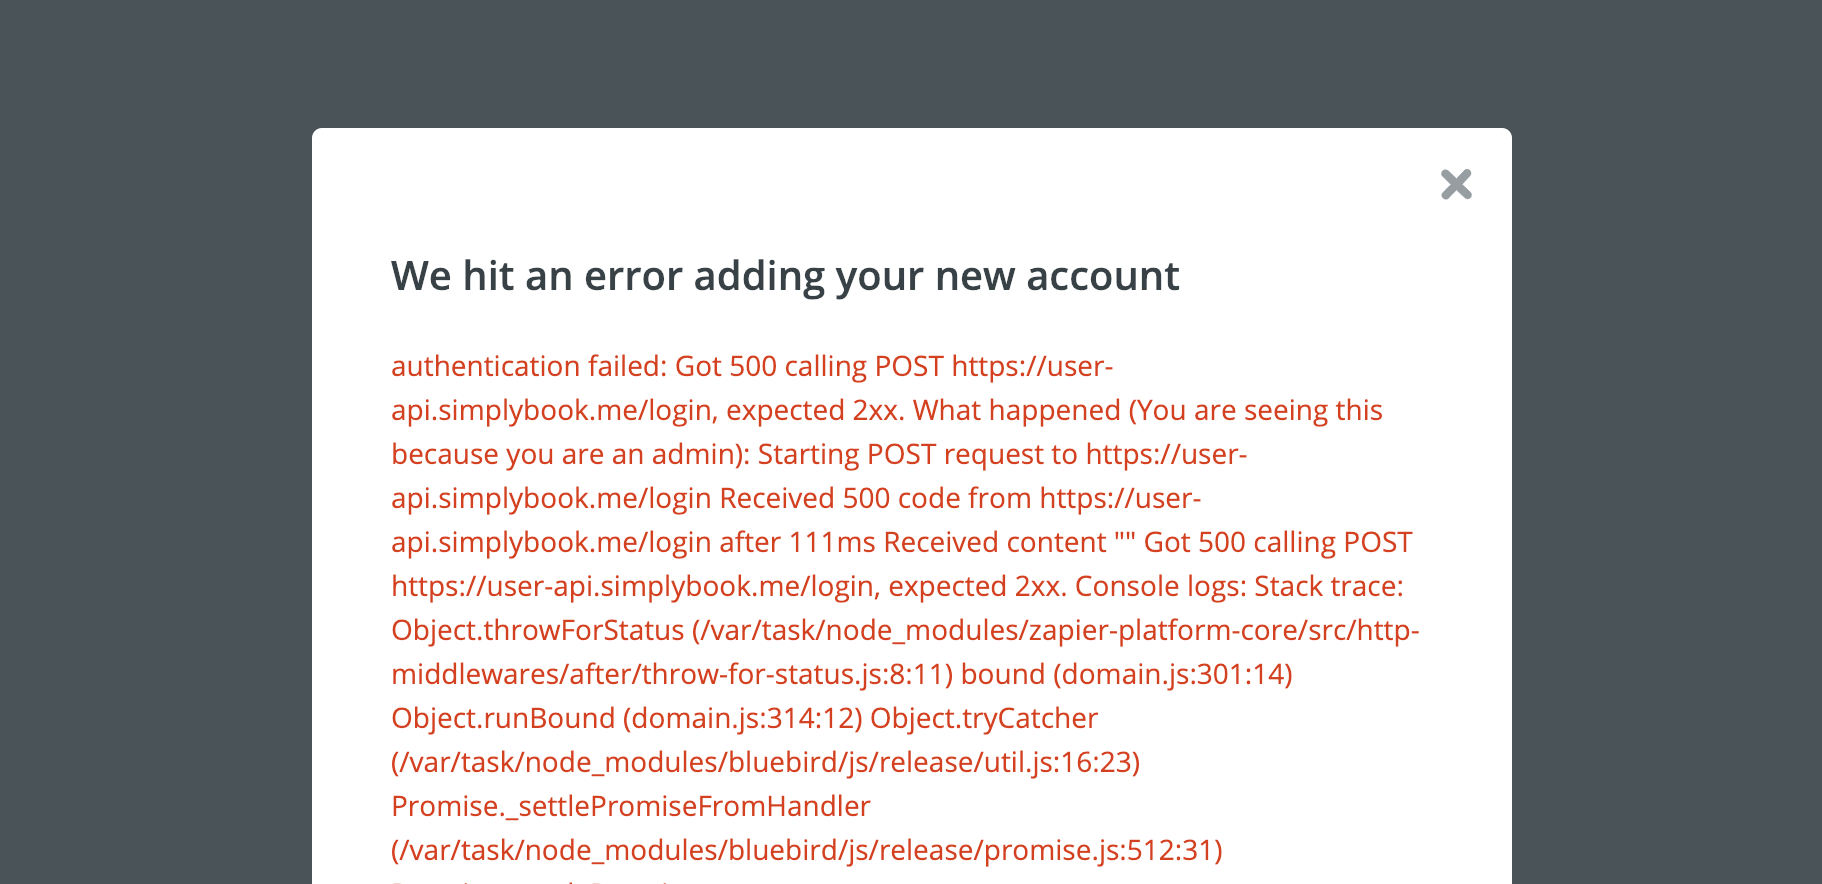 We hit an error adding your new account
authentication failed: Got 500 calling POST https://user-
api.simplybook.me/login, expected 2xx. What happened (You are seeing this
because you are an admin): Starting POST request to https://user-
api.simplybook.me/login Received 500 code from https://user-
api.simplybook.me/login after 111ms Received content "" Got 500 calling POST
https://user-api.simplybook.me/login, expected 2xx. Console logs: Stack trace:
Object.throwForStatus (/var/task/node_modules/zapier-platform-core/src/http-
middlewares/after/throw-for-status.js:8:11) bound (domain.js:301:14)
Object.runBound (domain.js:314:12) Object.tryCatcher
(/var/task/node_modules/bluebird/js/release/util.js:16:23)
Promise._settlePromiseFromHandler
(/var/task/node_modules/bluebird/js/release/promise.js:512:31)